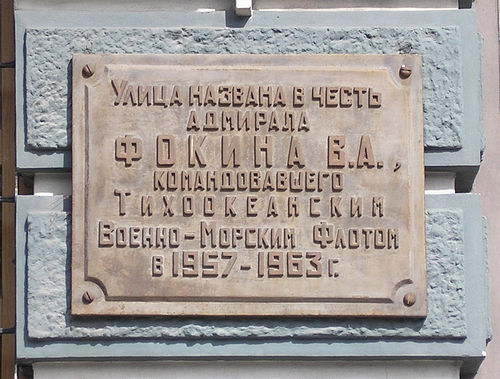 Улица названа в честь
адмирала
Фокина В.А.,
командовавшего
Тихоокеанским
Военно-Морским Флотом
в 1957-1963 г.